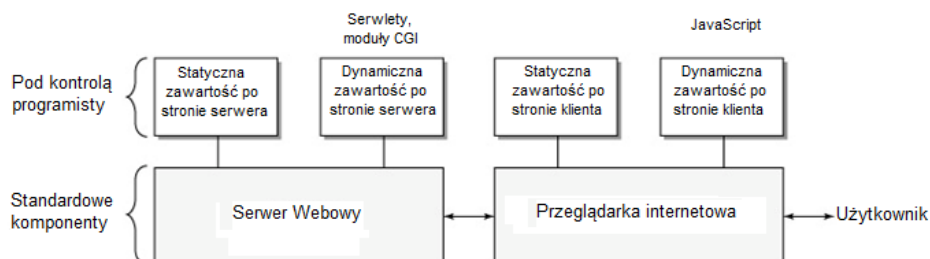 Serwlety,
moduły CGI
JavaScript
Pod kontrolą
programisty
Statyczna
zawartość po
stronie serwera
Dynamiczna
zawartość po
stronie serwera
Statyczna
zawartość po
stronie klienta
Dynamiczna
zawartość po
stronie klienta
Standardowe
komponenty
Serwer Webowy
Przeglądarka internetowa
Użytkownik